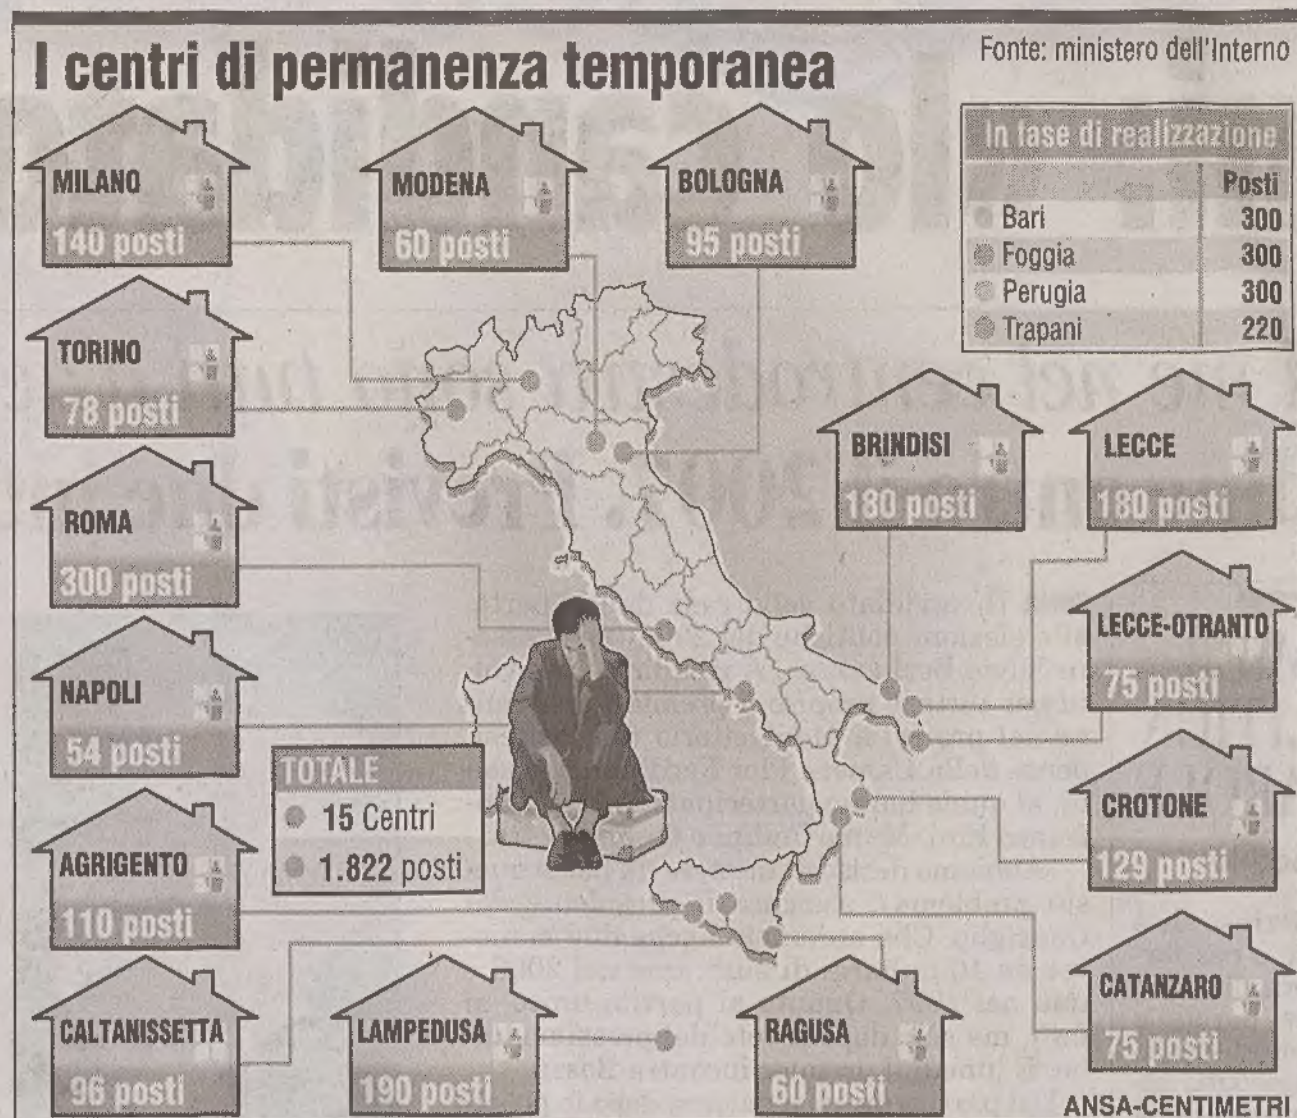 I centri di permanenza temporanea
Fonte: ministero dell'Interno
MILANO
140 posti
MODENA
60 posti
BOLOGNA
95 posti
In fase di realizzazione
Posti
Bari 300
Foggia 300
Perugia 300
Trapani 220
TORINO
78 posti
BRINDISI
180 posti
LECCE
180 posti
ROMA
300 posti
LECCE-OTRANTO
75 posti
NAPOLI
54 posti
TOTALE
15 Centri
1.822 posti
CROTONE
129 posti
AGRIGENTO
110 posti
CATANZARO
75 posti
CALTANISSETTA
96 posti
LAMPEDUSA
190 posti
RAGUSA
60 posti
ANSA-CENTIMETRI